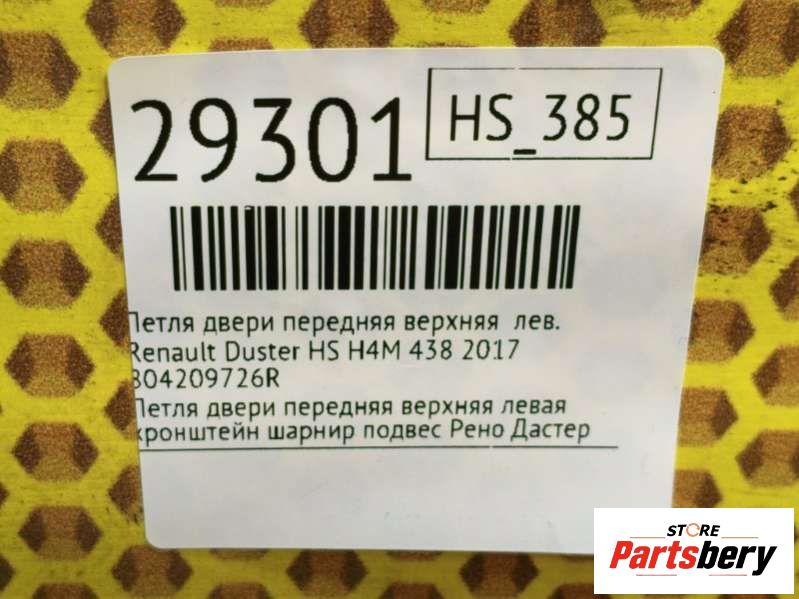 29301
HS_385
Петля двери передняя верхняя лев.
Renault Duster HS H4M 438 2017
804209726R
Петля двери передняя верхняя левая
кронштейн шарнир подвес Рено Дастер
STORE
Partsbery